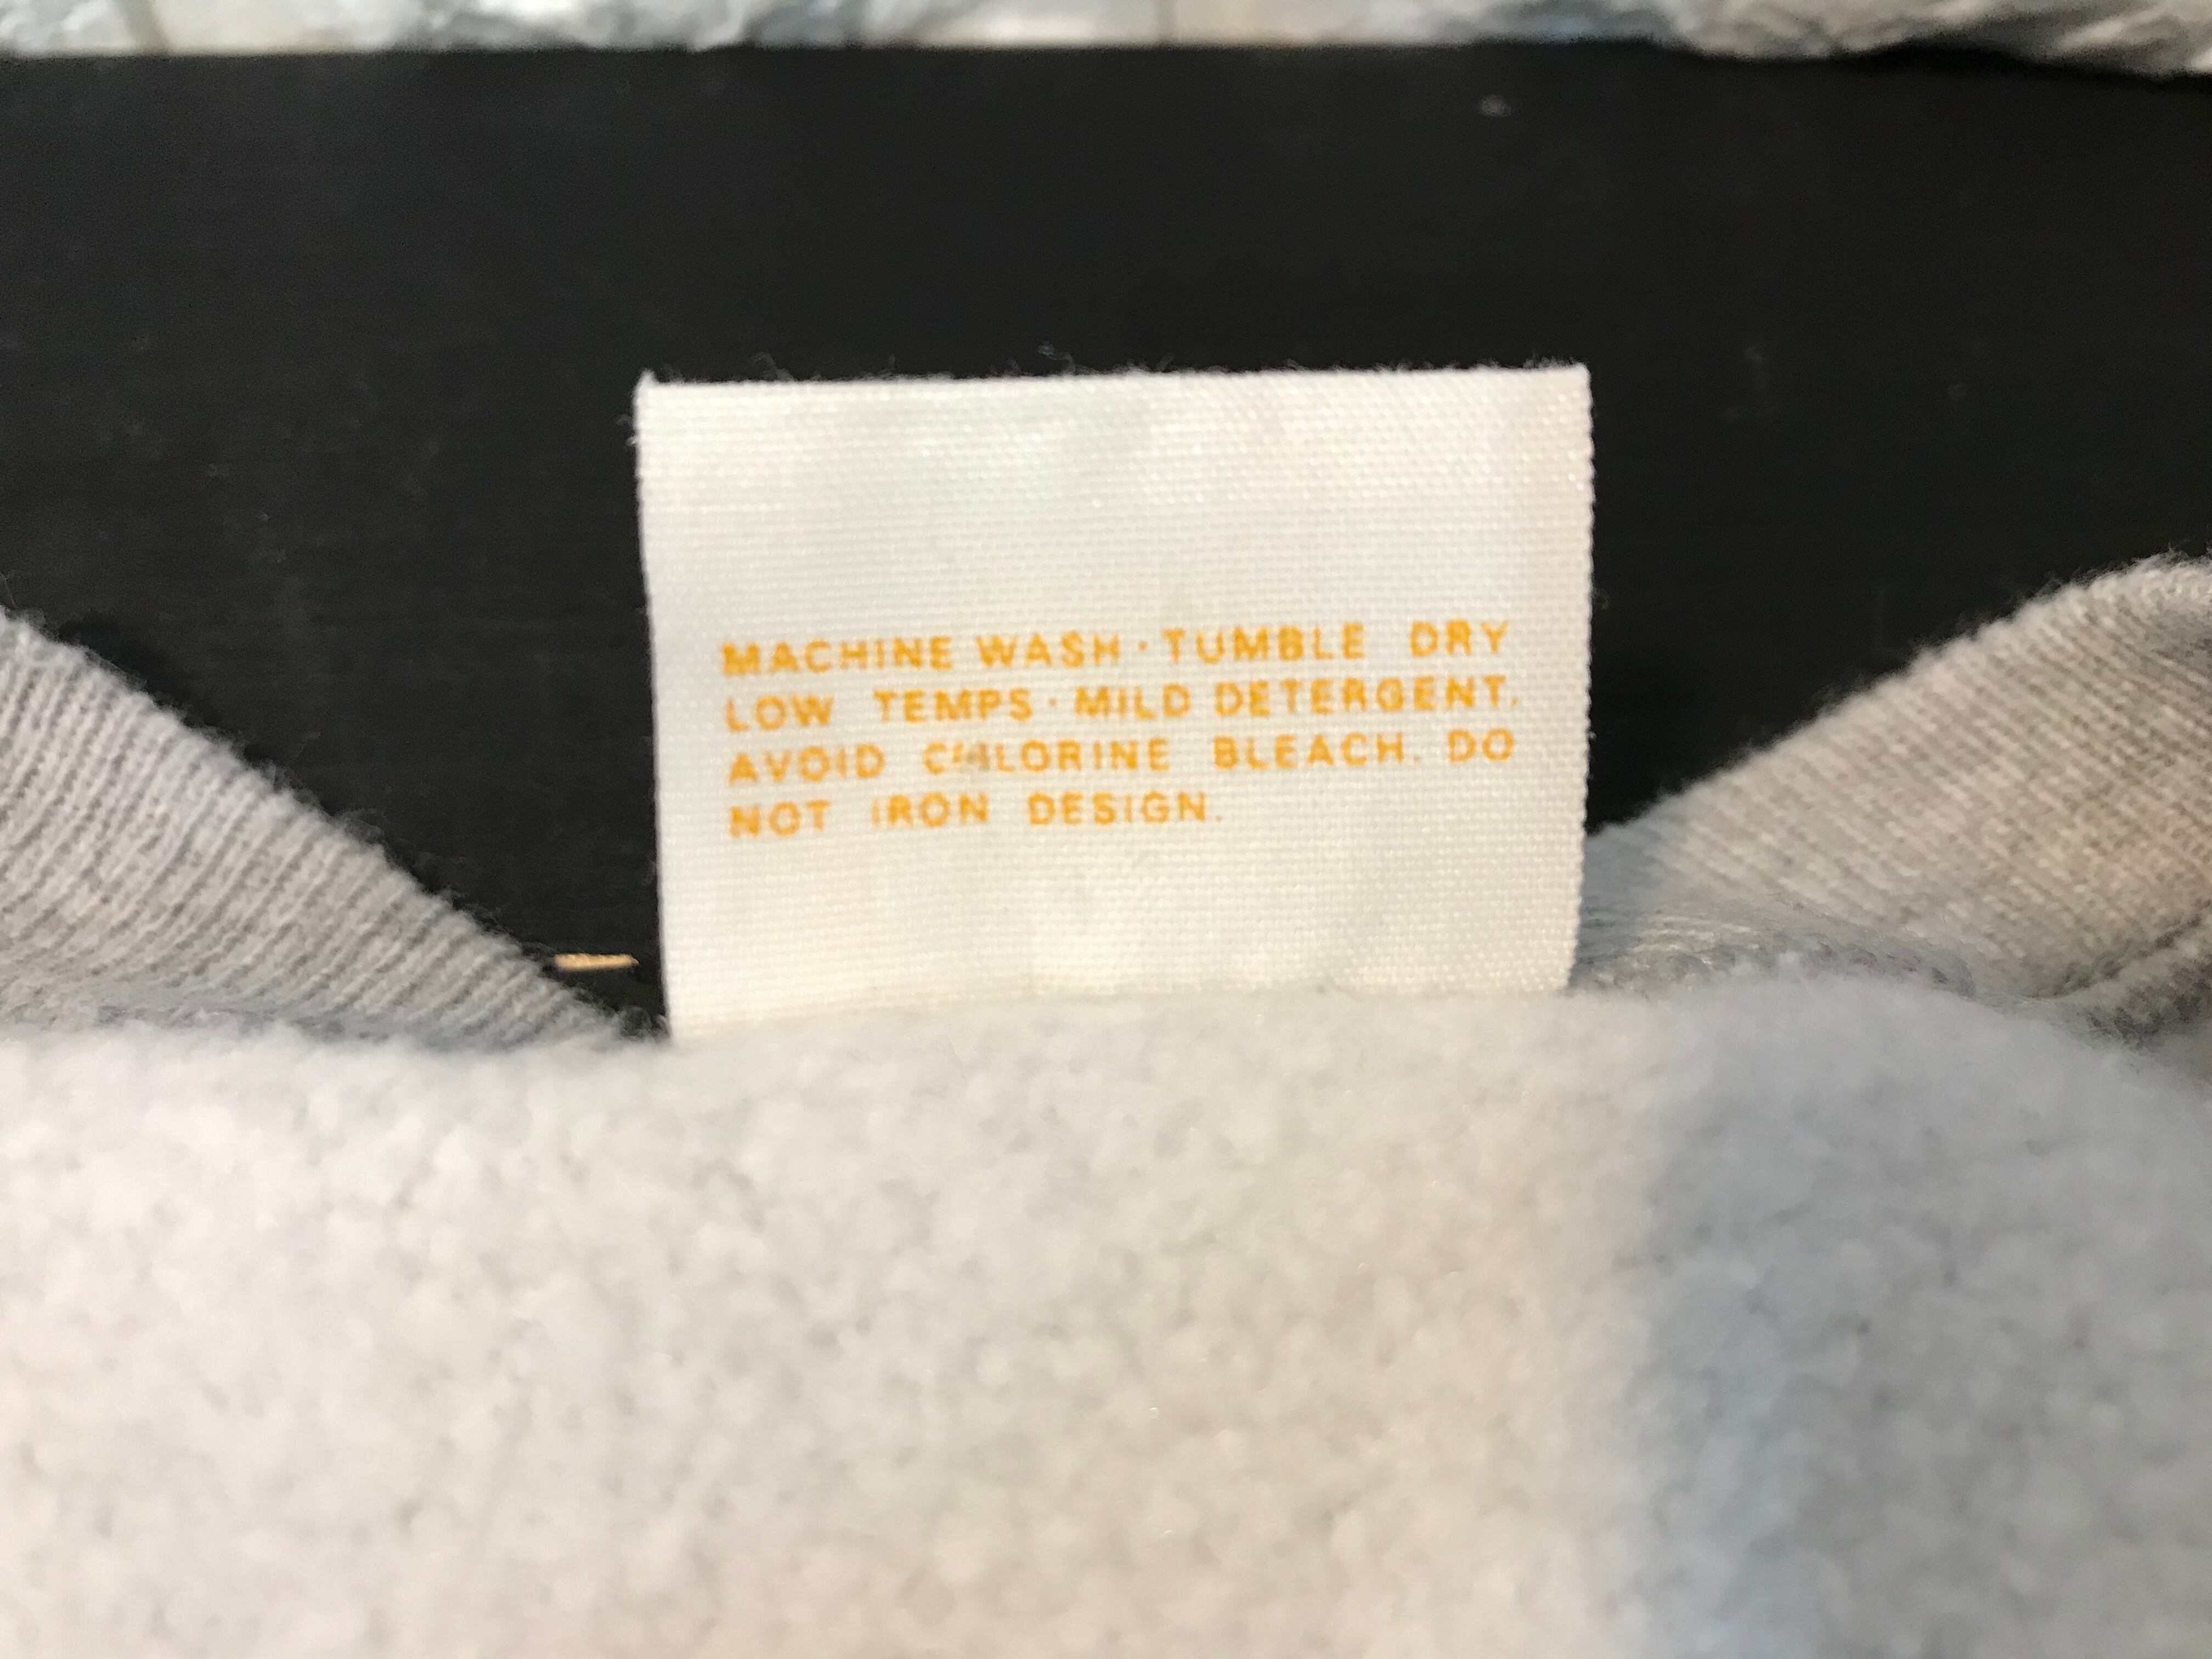 MACHINE WASH · TUMBLE DRY
LOW TEMPS · MILD DETERGENT.
AVOID CHLORINE BLEACH. DO
NOT IRON DESIGN.